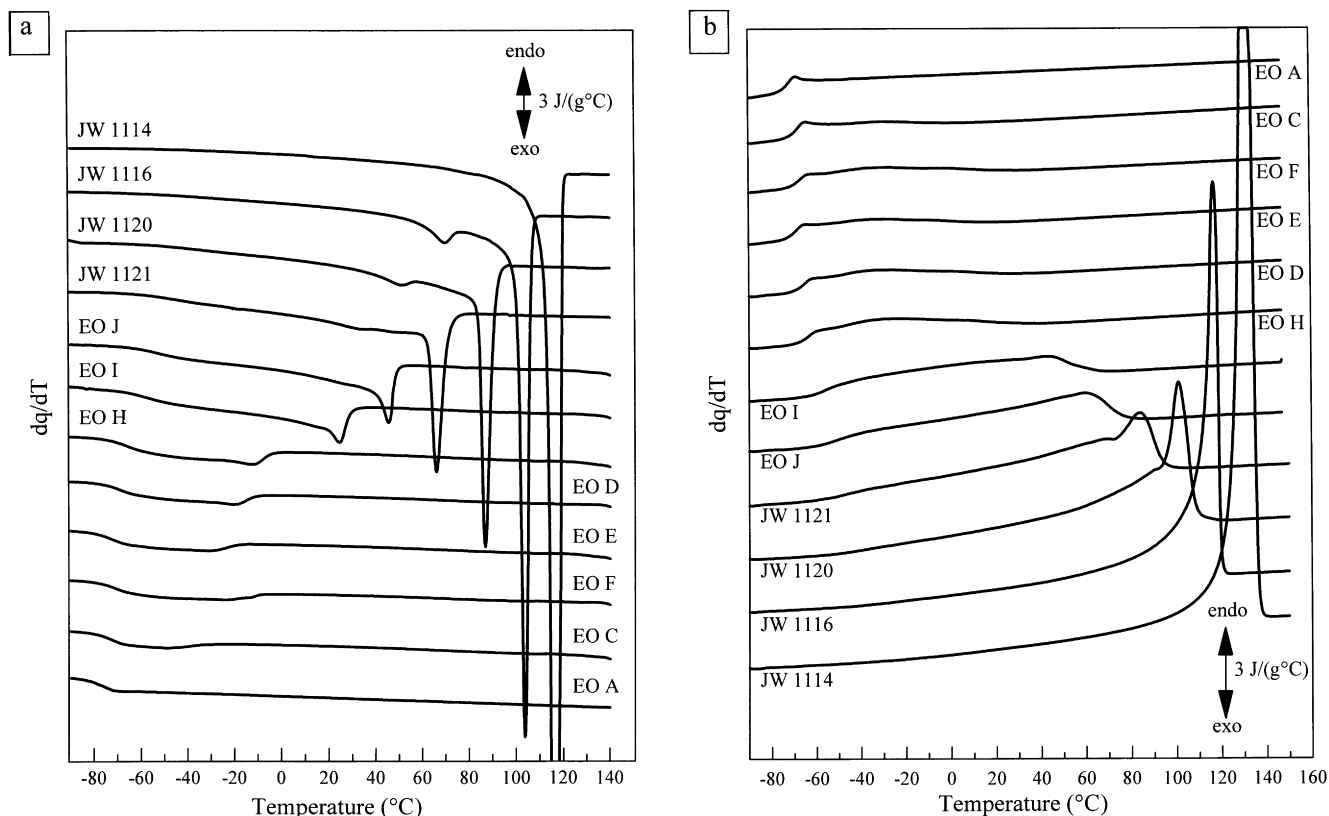 a
endo
3 J/(g°C)
exo
JW 1114
JW 1116
JW 1120
JW 1121
EO J
EO I
EO H
EO D
EO E
EO F
EO C
EO A
dq/dT
-80 -60 -40 -20 0 20 40 60 80 100 120 140
Temperature (°C)
b
EO A
EO C
EO F
EO E
EO D
EO H
EO I
EO J
JW 1121
JW 1120
JW 1116
JW 1114
endo
3 J/(g°C)
exo
dq/dT
-80 -60 -40 -20 0 20 40 60 80 100 120 140 160
Temperature (°C)